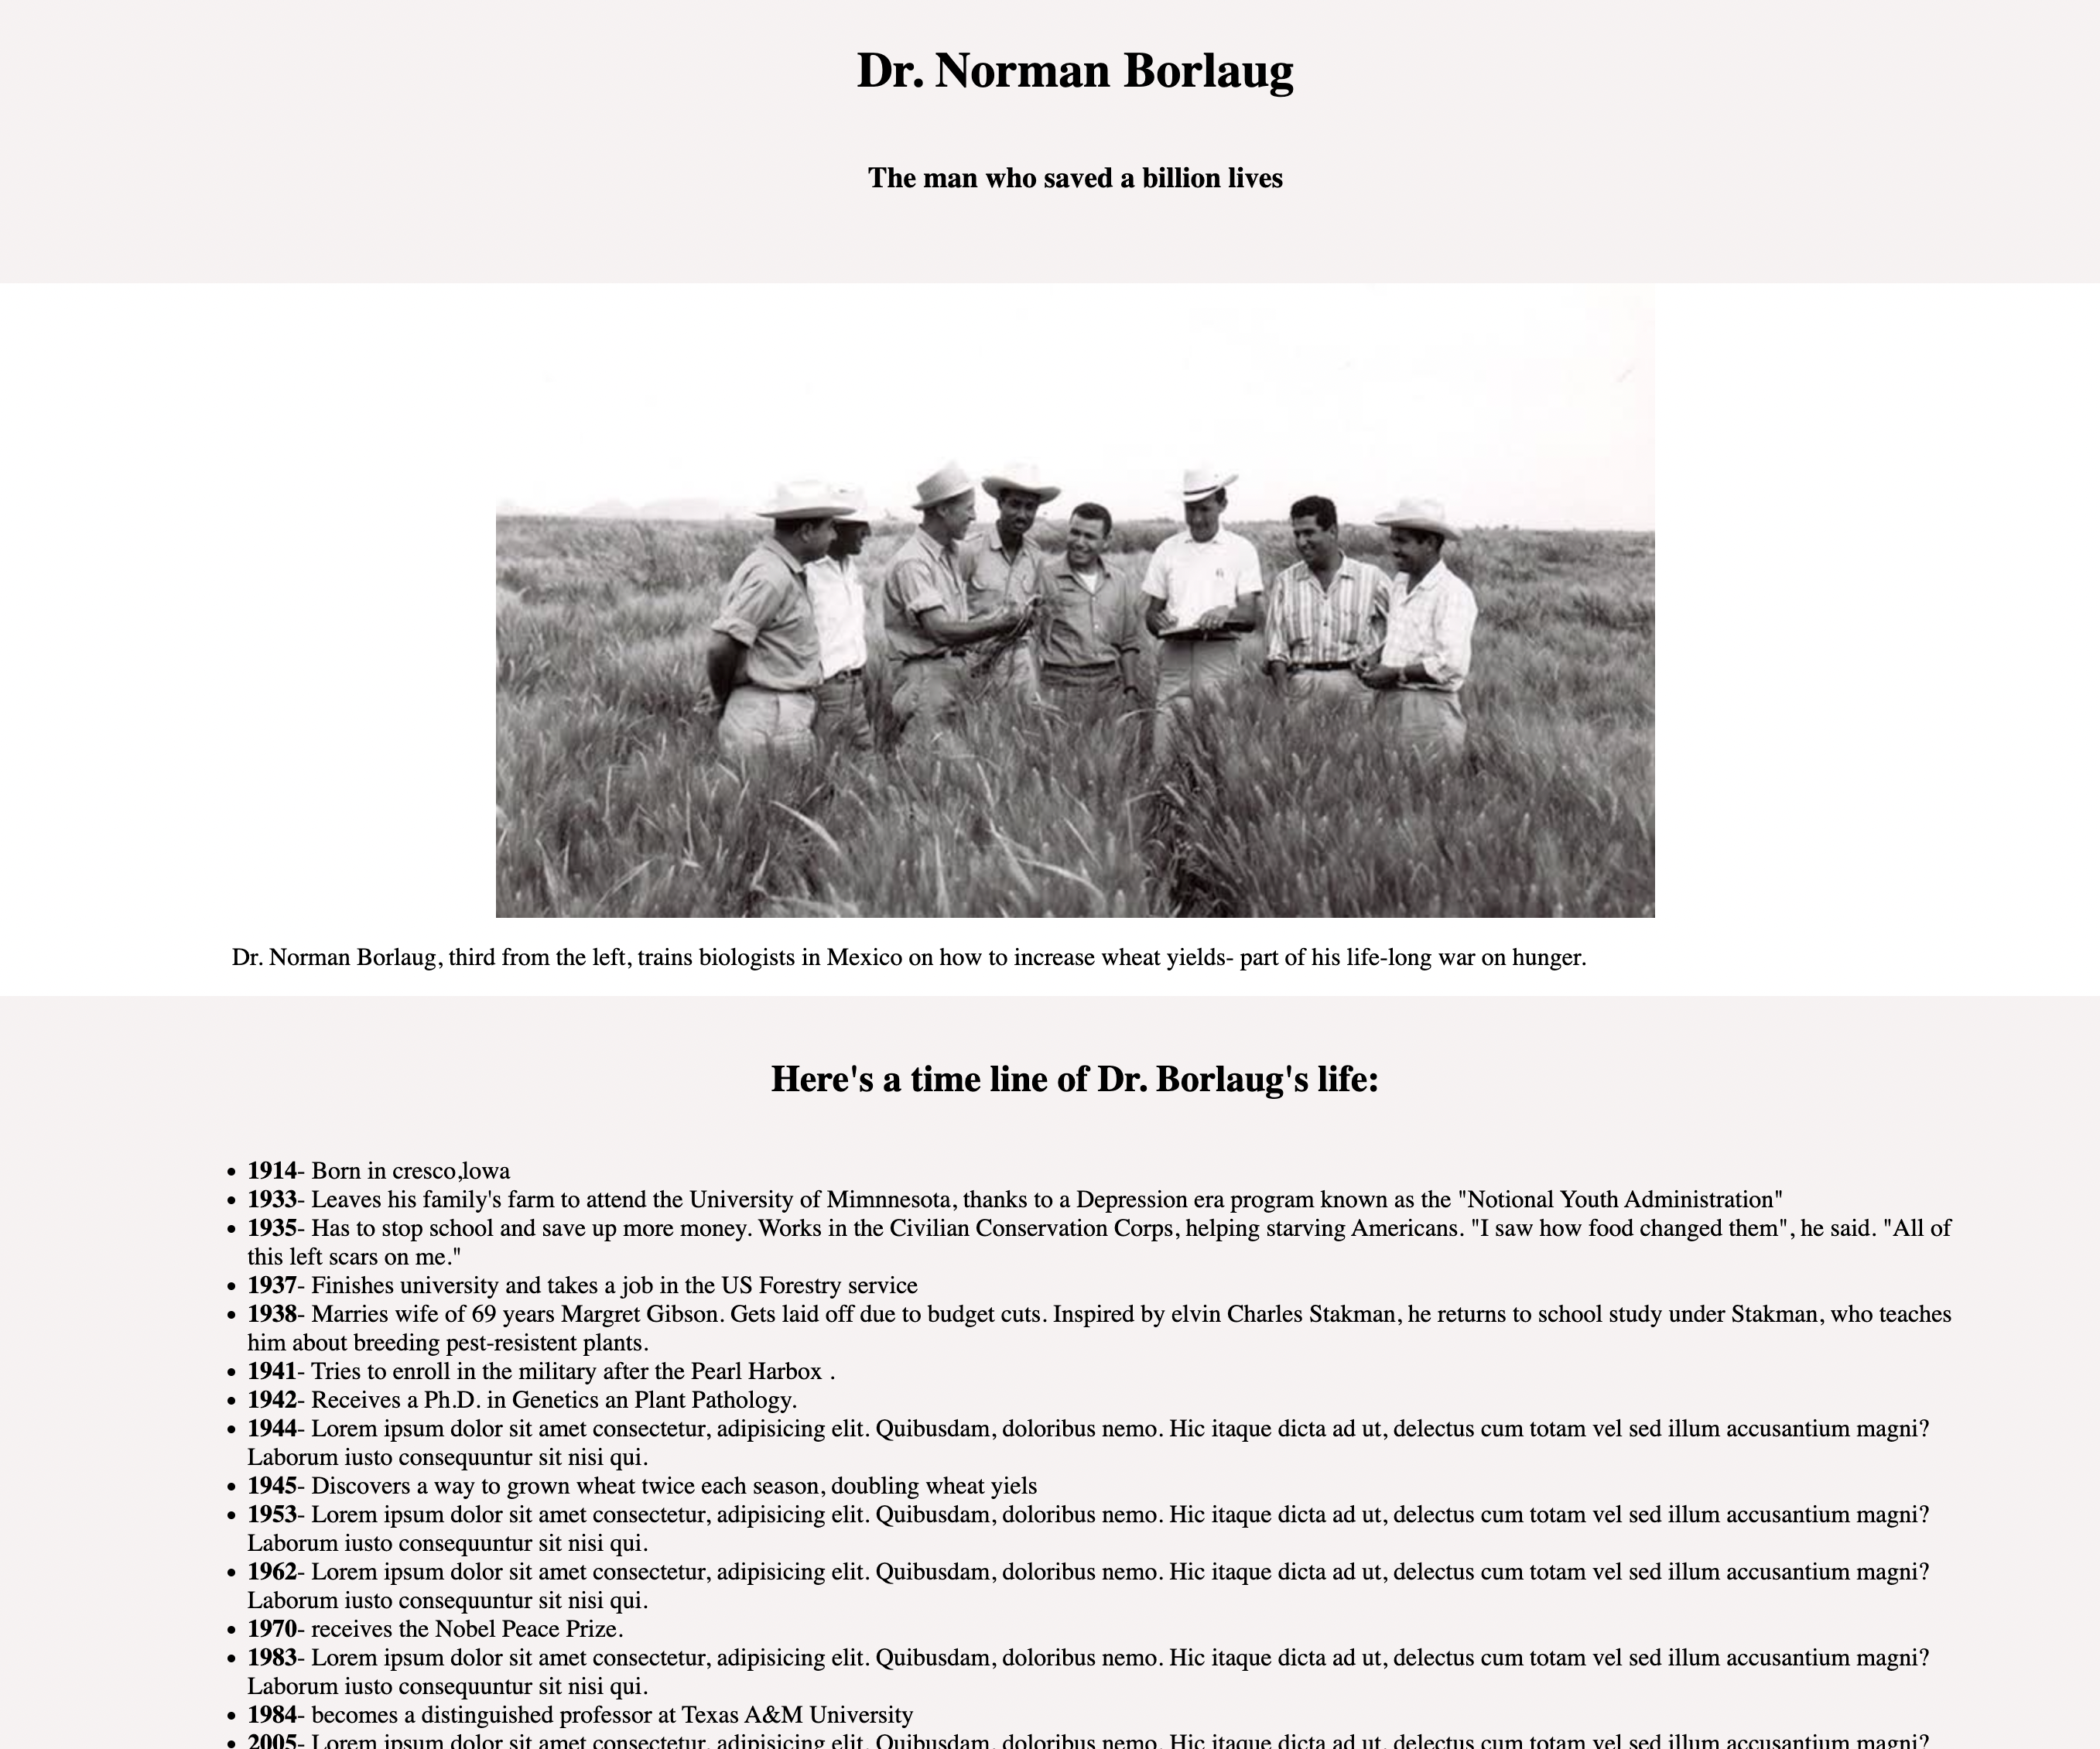 Dr. Norman Borlaug
The man who saved a billion lives
Dr. Norman Borlaug, third from the left, trains biologists in Mexico on how to increase wheat yields- part of his life-long war on hunger.
Here's a time line of Dr. Borlaug's life:
• 1914- Born in cresco,lowa
• 1933- Leaves his family's farm to attend the University of Mimnnesota, thanks to a Depression era program known as the "Notional Youth Administration"
• 1935- Has to stop school and save up more money. Works in the Civilian Conservation Corps, helping starving Americans. "I saw how food changed them", he said. "All of
this left scars on me."
• 1937- Finishes university and takes a job in the US Forestry service
• 1938- Marries wife of 69 years Margret Gibson. Gets laid off due to budget cuts. Inspired by elvin Charles Stakman, he returns to school study under Stakman, who teaches
him about breeding pest-resistent plants.
• 1941- Tries to enroll in the military after the Pearl Harbox .
• 1942- Receives a Ph.D. in Genetics an Plant Pathology.
• 1944- Lorem ipsum dolor sit amet consectetur, adipisicing elit. Quibusdam, doloribus nemo. Hic itaque dicta ad ut, delectus cum totam vel sed illum accusantium magni?
Laborum iusto consequuntur sit nisi qui.
• 1945- Discovers a way to grown wheat twice each season, doubling wheat yiels
• 1953- Lorem ipsum dolor sit amet consectetur, adipisicing elit. Quibusdam, doloribus nemo. Hic itaque dicta ad ut, delectus cum totam vel sed illum accusantium magni?
Laborum iusto consequuntur sit nisi qui.
• 1962- Lorem ipsum dolor sit amet consectetur, adipisicing elit. Quibusdam, doloribus nemo. Hic itaque dicta ad ut, delectus cum totam vel sed illum accusantium magni?
Laborum iusto consequuntur sit nisi qui.
• 1970- receives the Nobel Peace Prize.
• 1983- Lorem ipsum dolor sit amet consectetur, adipisicing elit. Quibusdam, doloribus nemo. Hic itaque dicta ad ut, delectus cum totam vel sed illum accusantium magni?
Laborum iusto consequuntur sit nisi qui.
• 1984- becomes a distinguished professor at Texas A&M University
• 2005- Lorem ipsum dolor sit amet consectetur, adipisicing elit. Quibusdam, doloribus nemo. Hic itaque dicta ad ut, delectus cum totam vel sed illum accusantium magni?